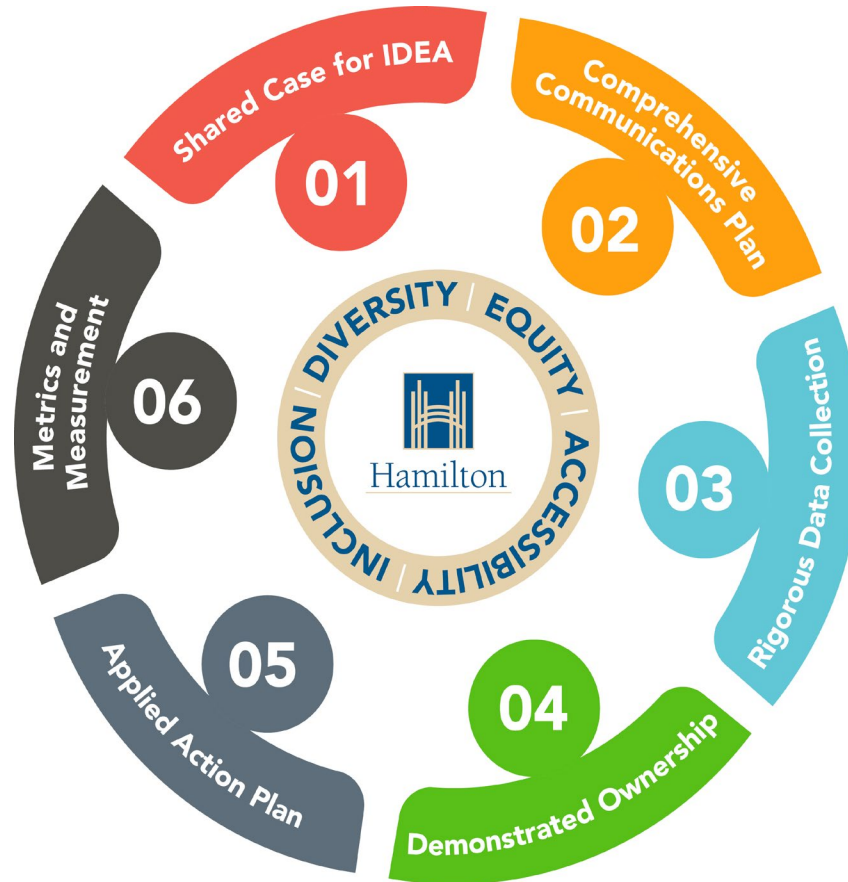 Shared Case for IDEA
01
Comprehensive
Communications Plan
02
Rigorous Data Collection
03
Demonstrated Ownership
04
Applied Action Plan
05
Metrics and
Measurement
06
DIVERSITY | EQUITY | ACCESSIBILITY | INCLUSION |
Hamilton